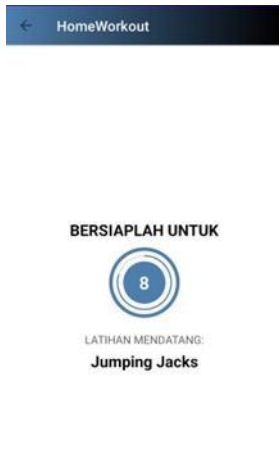 HomeWorkout
BERSIAPLAH UNTUK
8
LATIHAN MENDATANG:
Jumping Jacks